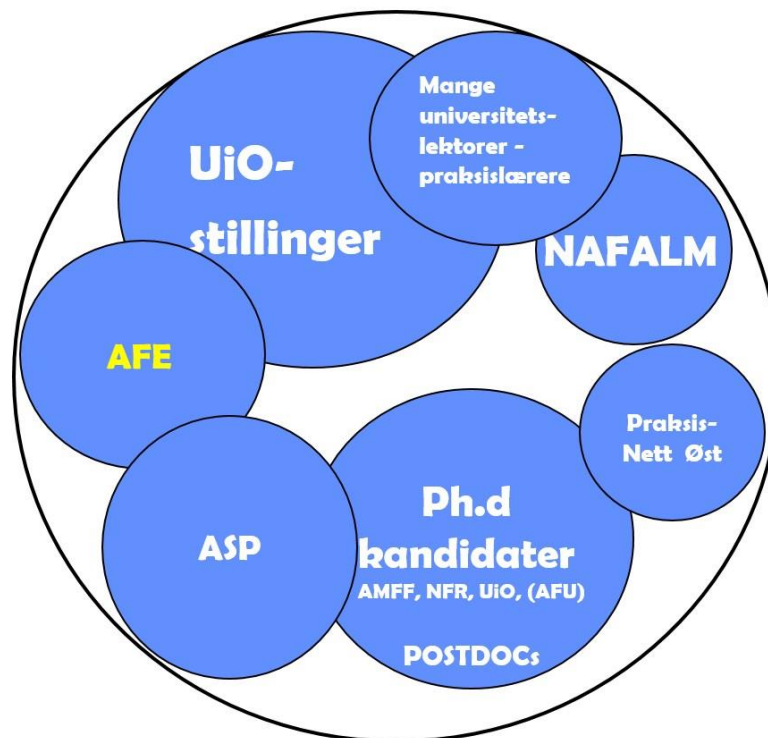 Mange
universitets-
lektorer -
praksislærere
UiO-
stillinger
NAFALM
AFE
Praksis-
Nett Øst
Ph.d
kandidater
AMFF, NFR, UiO, (AFU)
POSTDOCs
ASP